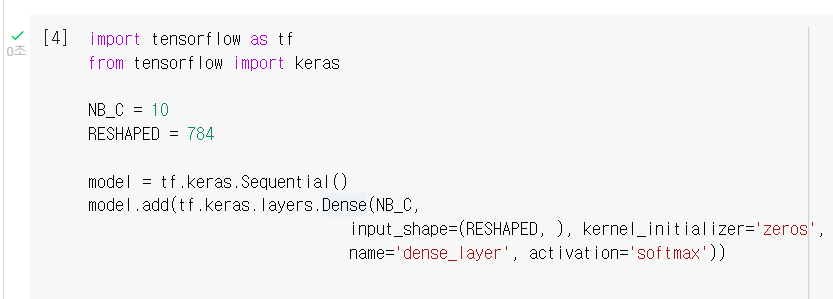 [4] import tensorflow as tf
0초 from tensorflow import keras
NB_C = 10
RESHAPED = 784
model = tf.keras.Sequential()
model.add(tf.keras.layers.Dense(NB_C,
input_shape=(RESHAPED, ), kernel_initializer='zeros',
name='dense_layer', activation='softmax'))